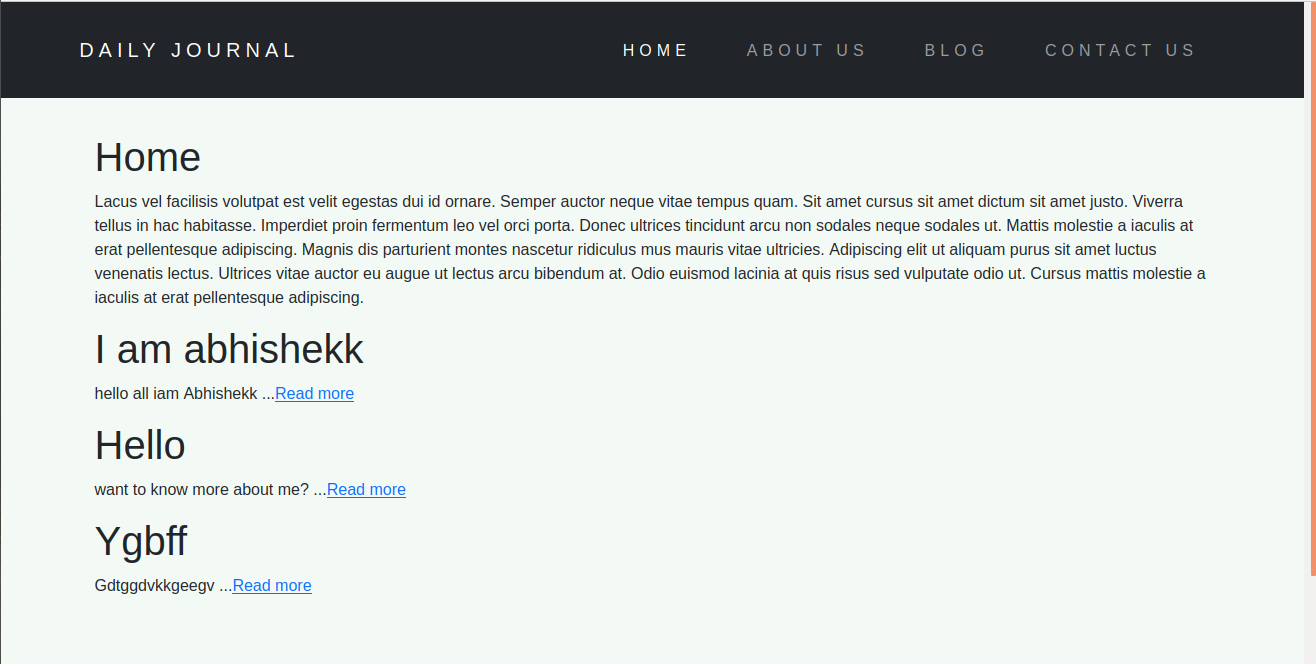 DAILY JOURNAL HOME ABOUT US BLOG CONTACT US
Home
Lacus vel facilisis volutpat est velit egestas dui id ornare. Semper auctor neque vitae tempus quam. Sit amet cursus sit amet dictum sit amet justo. Viverra
tellus in hac habitasse. Imperdiet proin fermentum leo vel orci porta. Donec ultrices tincidunt arcu non sodales neque sodales ut. Mattis molestie a iaculis at
erat pellentesque adipiscing. Magnis dis parturient montes nascetur ridiculus mus mauris vitae ultricies. Adipiscing elit ut aliquam purus sit amet luctus
venenatis lectus. Ultrices vitae auctor eu augue ut lectus arcu bibendum at. Odio euismod lacinia at quis risus sed vulputate odio ut. Cursus mattis molestie a
iaculis at erat pellentesque adipiscing.
I am abhishekk
hello all iam Abhishekk ...Read more
Hello
want to know more about me? ...Read more
Ygbff
Gdtggdvkkgeegv ...Read more